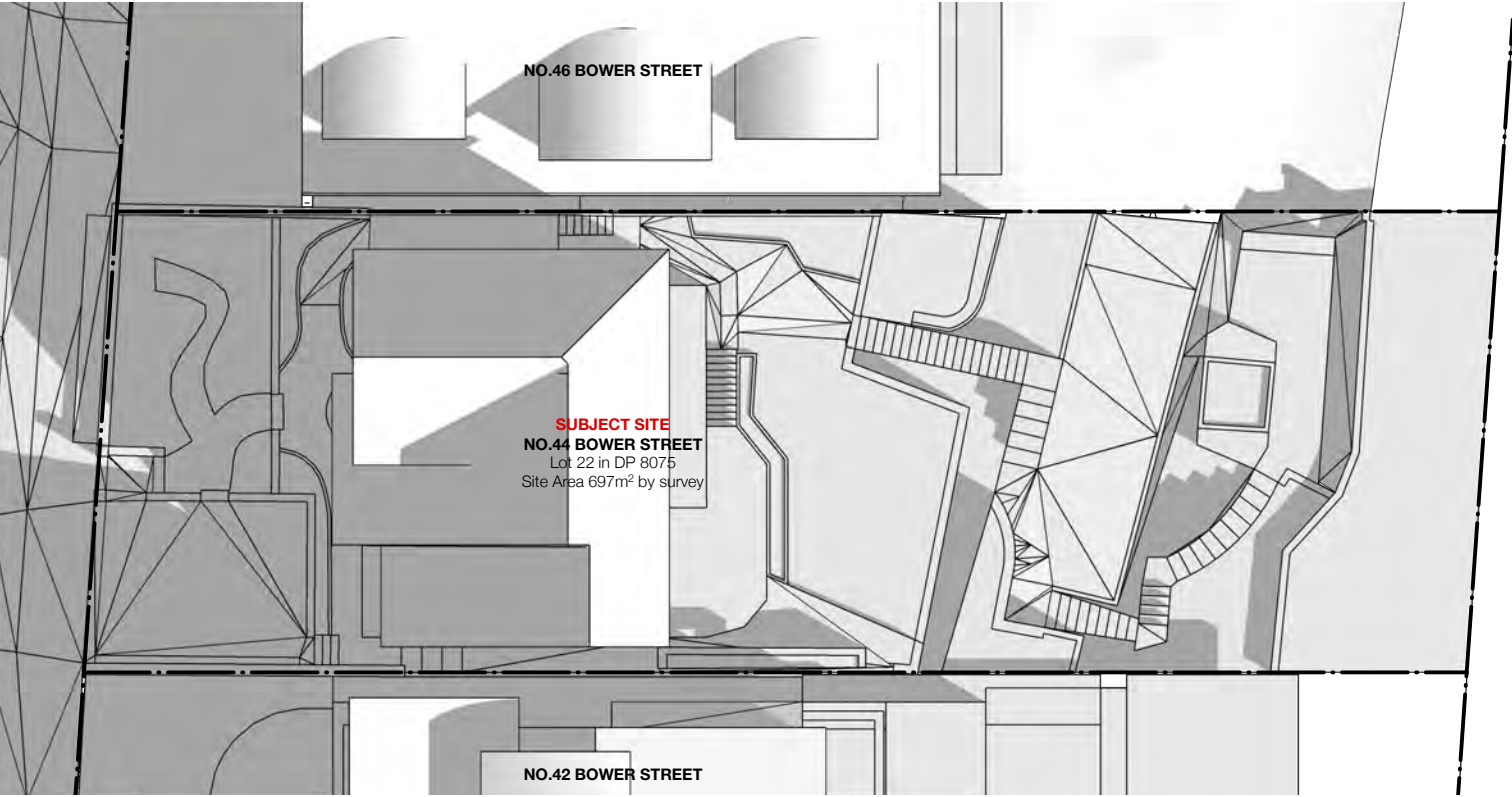 NO.46 BOWER STREET
SUBJECT SITE
NO.44 BOWER STREET
Lot 22 in DP 8075
Site Area 697m² by survey
NO.42 BOWER STREET